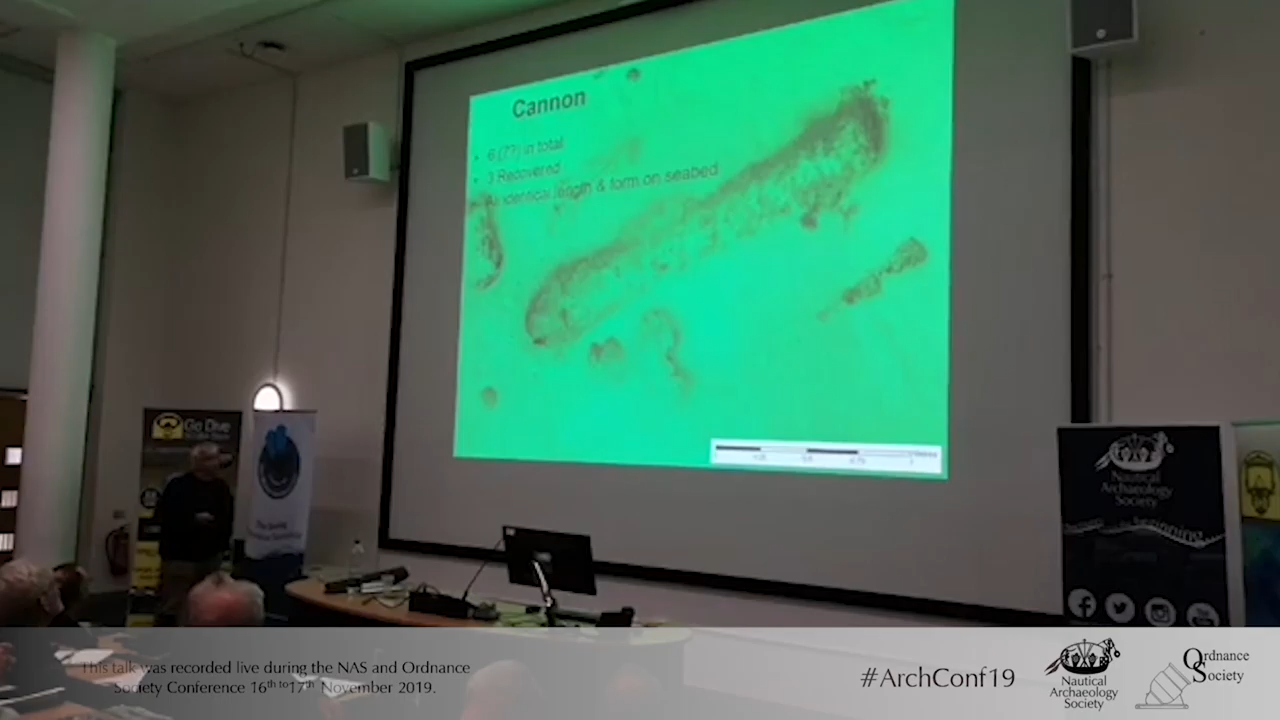 Cannon
• 6 (??) in total
• 3 Recovered
All identical length & form on seabed
Go Dive
Nautical
Archaeology
Society
This talk was recorded live during the NAS and Ordnance
Society Conference 16th to 17th November 2019.
#ArchConf19
Nautical
Archaeology
Society
Ordnance
Society